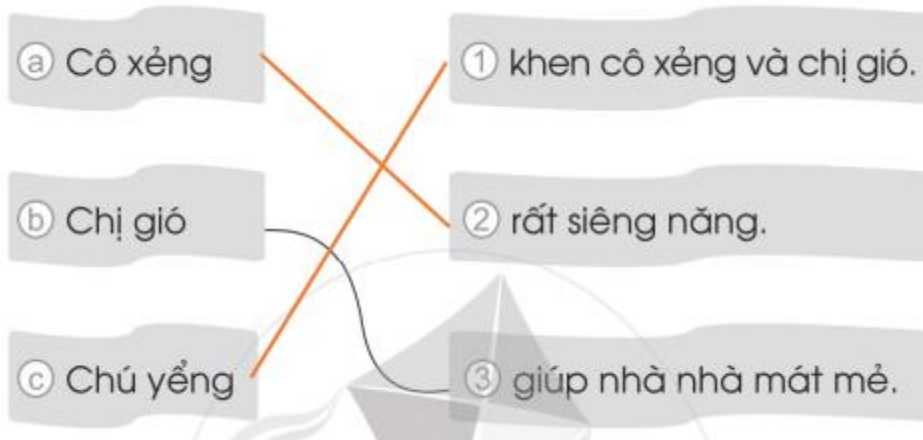 a Cô xẻng
1 khen cô xẻng và chị gió.
b Chị gió
2 rất siêng năng.
c Chú yểng
3 giúp nhà nhà mát mẻ.